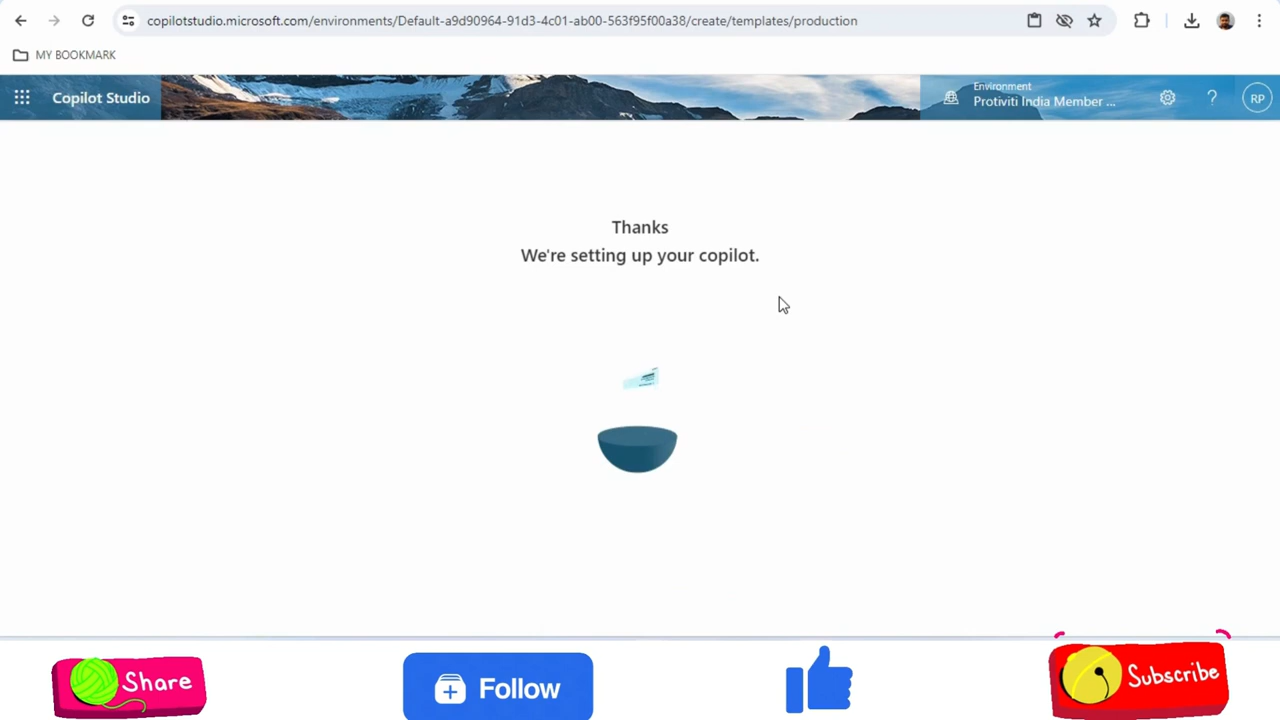 copilotstudio.microsoft.com/environments/Default-a9d90964-91d3-4c01-ab00-563f95f00a38/create/templates/production
MY BOOKMARK
Copilot Studio
Environment
Protiviti India Member ...
?
RP
Thanks
We're setting up your copilot.
Share
Follow
Subscribe